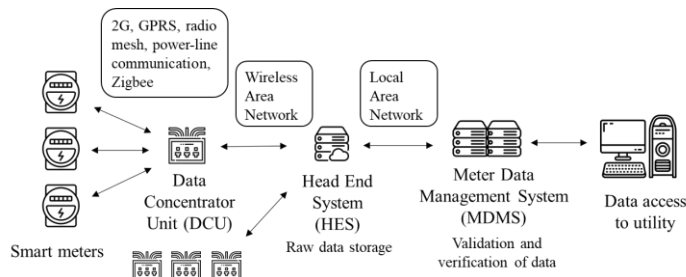 2G, GPRS, radio
mesh, power-line
communication,
Zigbee
Wireless
Area
Network
Local
Area
Network
Smart meters
Data
Concentrator
Unit (DCU)
Head End
System
(HES)
Raw data storage
Meter Data
Management System
(MDMS)
Validation and
verification of data
Data access
to utility